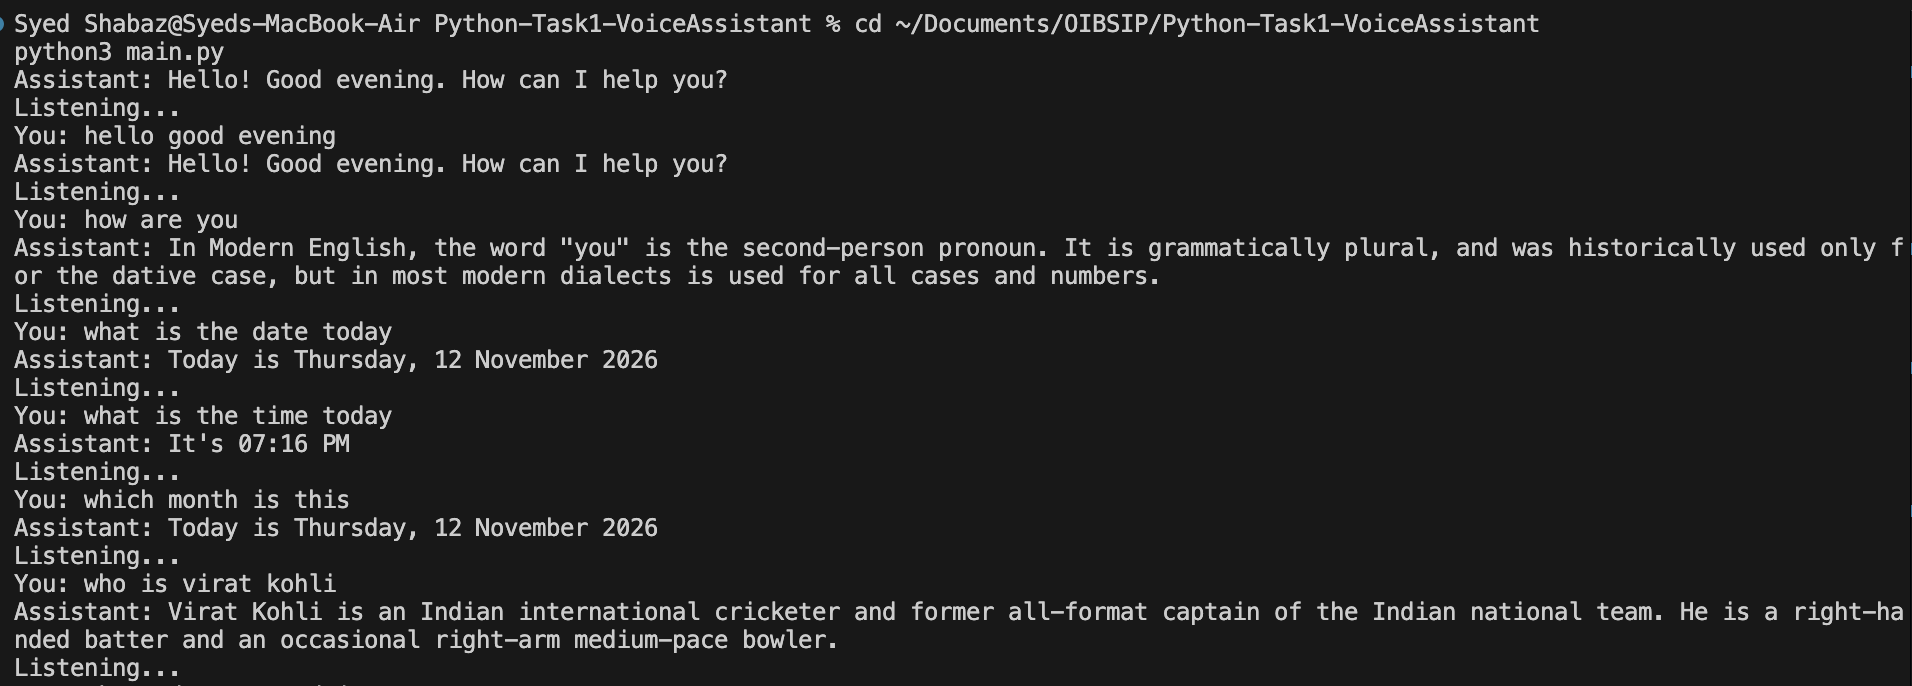 Syed Shabaz@Syeds-MacBook-Air Python-Task1-VoiceAssistant % cd ~/Documents/OIBSIP/Python-Task1-VoiceAssistant
python3 main.py
Assistant: Hello! Good evening. How can I help you?
Listening...
You: hello good evening
Assistant: Hello! Good evening. How can I help you?
Listening...
You: how are you
Assistant: In Modern English, the word "you" is the second-person pronoun. It is grammatically plural, and was historically used only f
or the dative case, but in most modern dialects is used for all cases and numbers.
Listening...
You: what is the date today
Assistant: Today is Thursday, 12 November 2026
Listening...
You: what is the time today
Assistant: It's 07:16 PM
Listening...
You: which month is this
Assistant: Today is Thursday, 12 November 2026
Listening...
You: who is virat kohli
Assistant: Virat Kohli is an Indian international cricketer and former all-format captain of the Indian national team. He is a right-ha
nded batter and an occasional right-arm medium-pace bowler.
Listening...